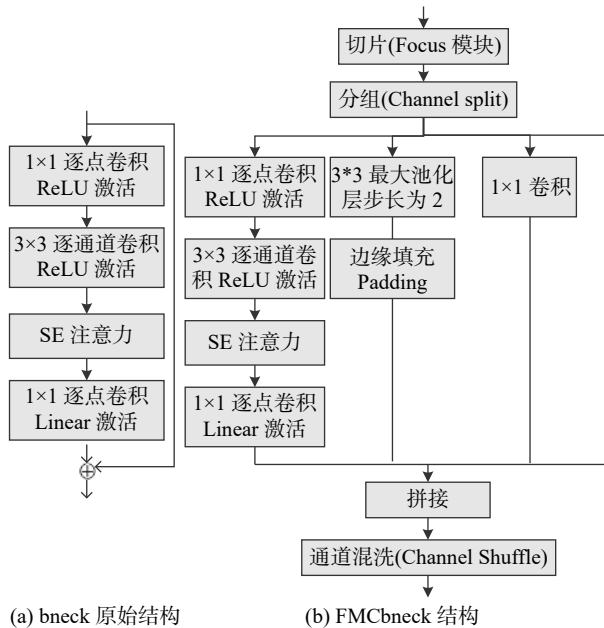 切片(Focus 模块)
分组(Channel split)
1×1 逐点卷积
ReLU 激活
3×3 逐通道卷积
ReLU 激活
SE 注意力
1×1 逐点卷积
Linear 激活
1×1 逐点卷积
ReLU 激活
3×3 逐通道卷
积 ReLU 激活
SE 注意力
1×1 逐点卷积
Linear 激活
3*3 最大池化
层步长为 2
边缘填充
Padding
1×1 卷积
拼接
通道混洗(Channel Shuffle)
(a) bneck 原始结构
(b) FMCbneck 结构